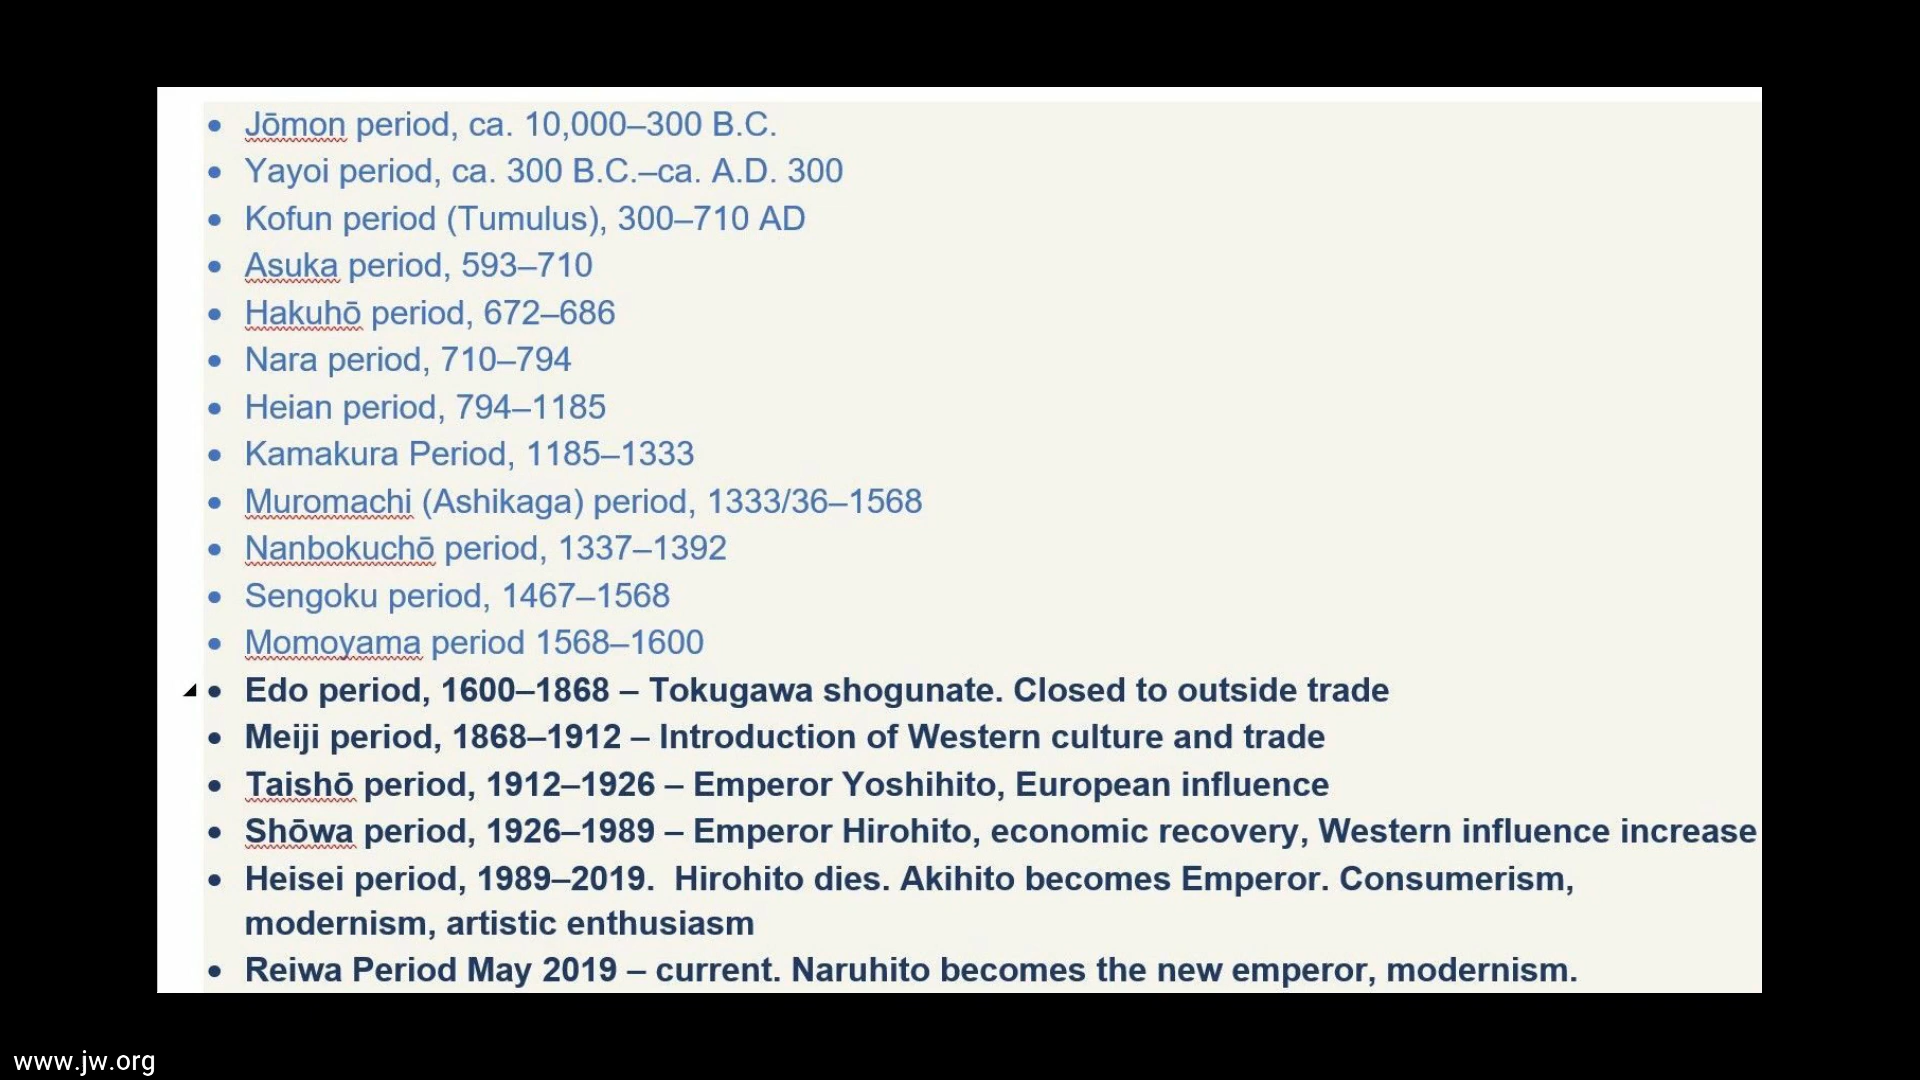 Jōmon period, ca. 10,000–300 B.C.
Yayoi period, ca. 300 B.C.–ca. A.D. 300
Kofun period (Tumulus), 300–710 AD
Asuka period, 593–710
Hakuhō period, 672–686
Nara period, 710–794
Heian period, 794–1185
Kamakura Period, 1185–1333
Muromachi (Ashikaga) period, 1333/36–1568
Nanbokuchō period, 1337–1392
Sengoku period, 1467–1568
Momoyama period 1568–1600
Edo period, 1600–1868 – Tokugawa shogunate. Closed to outside trade
Meiji period, 1868–1912 – Introduction of Western culture and trade
Taishō period, 1912–1926 – Emperor Yoshihito, European influence
Shōwa period, 1926–1989 – Emperor Hirohito, economic recovery, Western influence increase
Heisei period, 1989–2019.  Hirohito dies. Akihito becomes Emperor. Consumerism,
modernism, artistic enthusiasm
Reiwa Period May 2019 – current. Naruhito becomes the new emperor, modernism.
www.jw.org